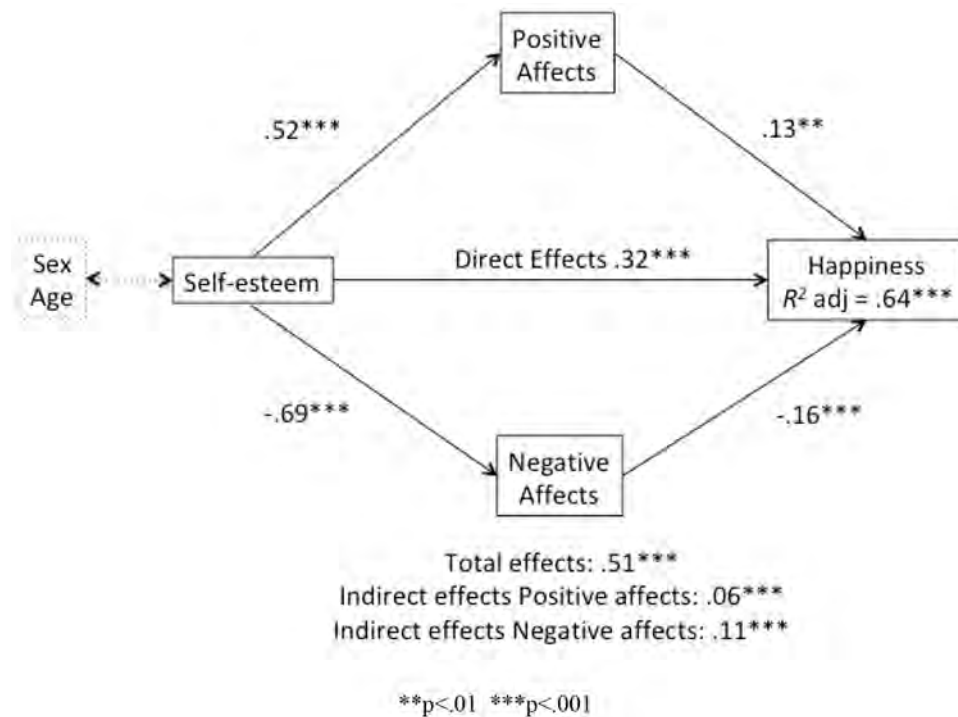 Positive
Affects
.52***
.13**
Sex
Age
Self-esteem
Direct Effects .32***
Happiness
R² adj = .64***
-.69***
-.16***
Negative
Affects
Total effects: .51***
Indirect effects Positive affects: .06***
Indirect effects Negative affects: .11***
**p<.01 ***p<.001